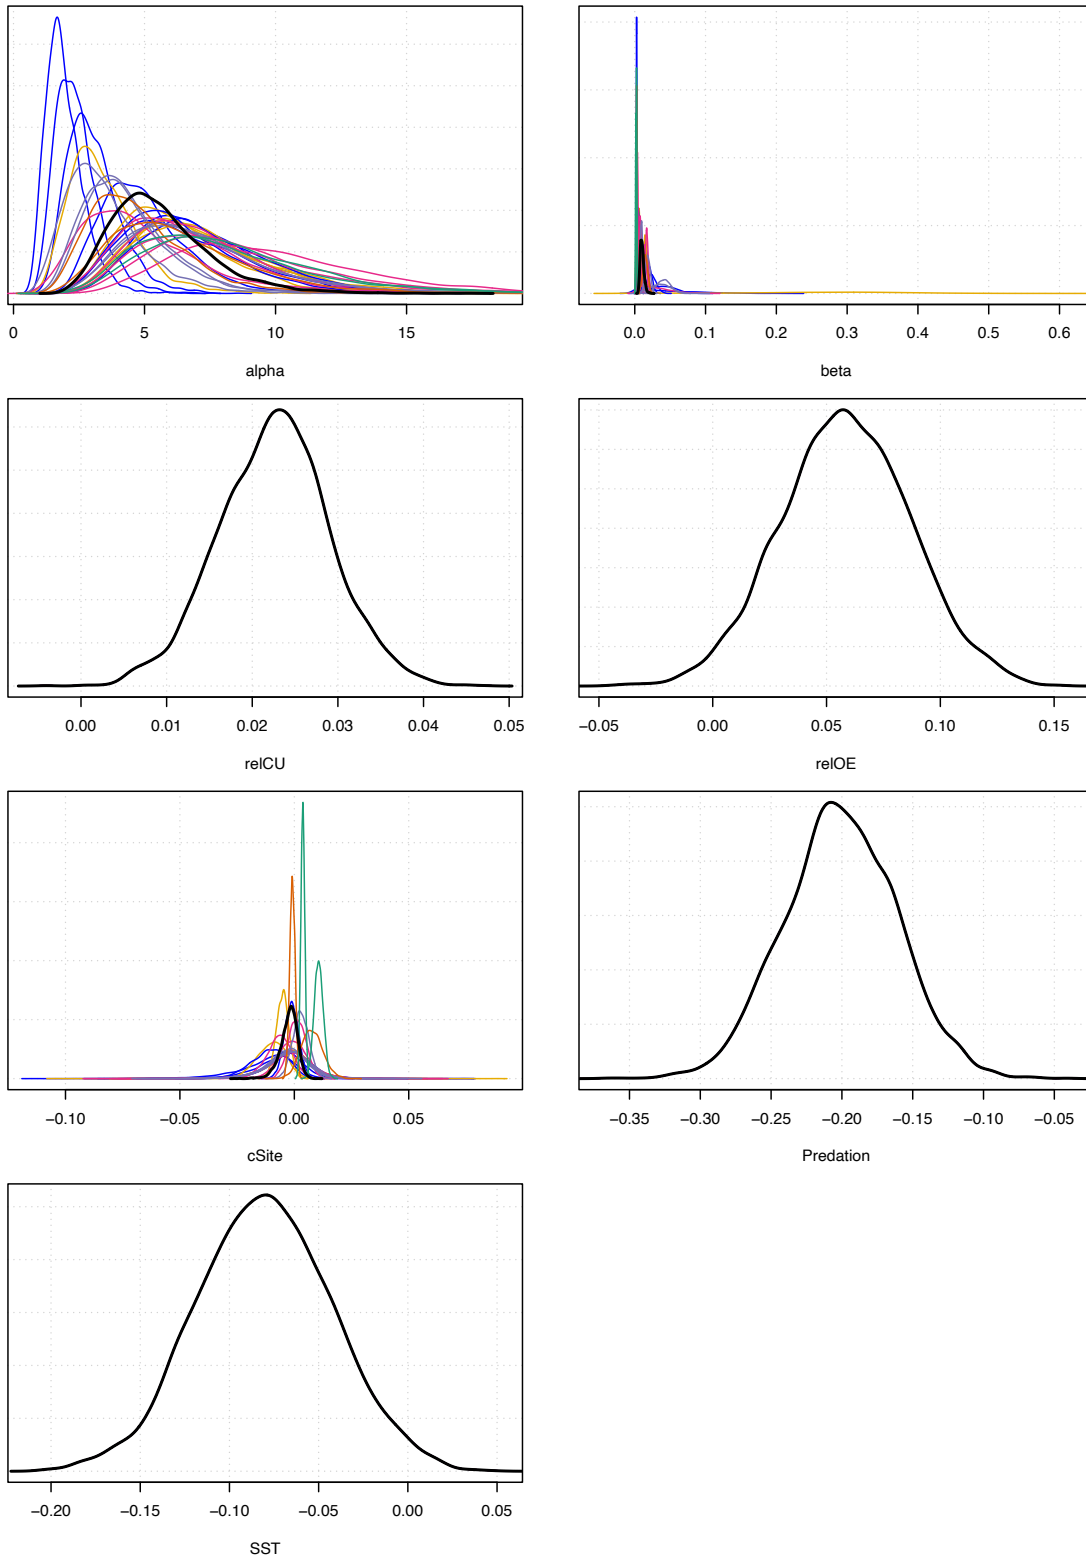 0 5 10 15
alpha
0.0 0.1 0.2 0.3 0.4 0.5 0.6
beta
0.00 0.01 0.02 0.03 0.04 0.05
relCU
−0.05 0.00 0.05 0.10 0.15
relOE
−0.10 −0.05 0.00 0.05
cSite
−0.35 −0.30 −0.25 −0.20 −0.15 −0.10 −0.05
Predation
−0.20 −0.15 −0.10 −0.05 0.00 0.05
SST